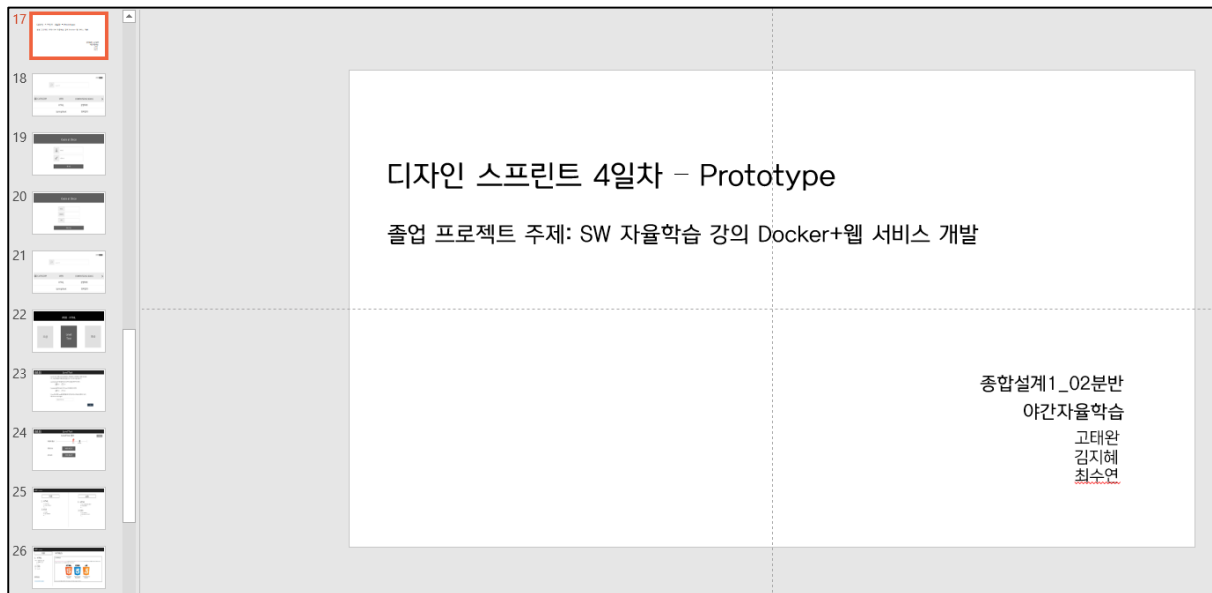 17
18
19
20
21
22
23
24
25
26
디자인 스프린트 4일차 – Prototype
졸업 프로젝트 주제: SW 자율학습 강의 Docker+웹 서비스 개발
종합설계1_02분반
야간자율학습
고태완
김지혜
최수연